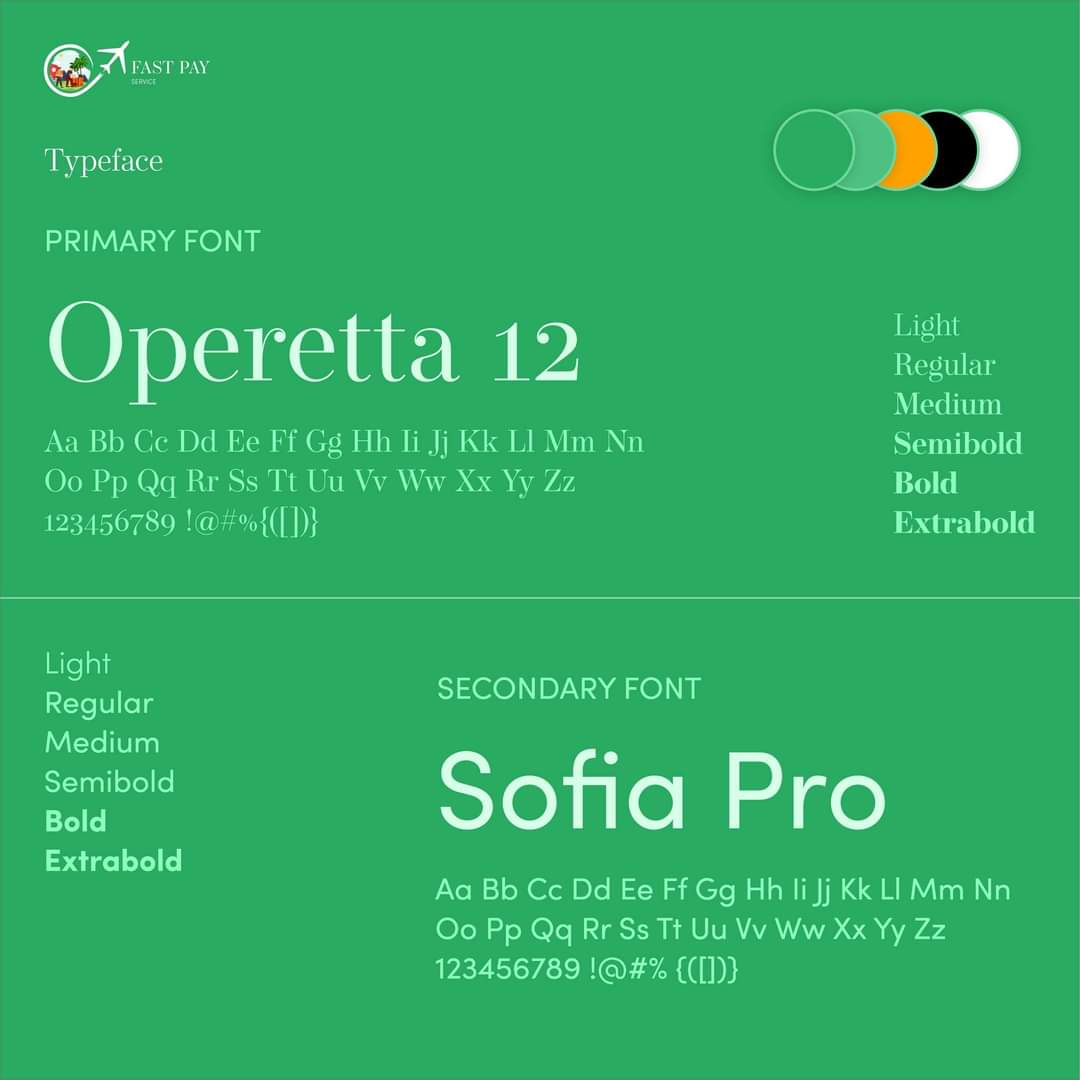 FAST PAY
SERVICE
Typeface
PRIMARY FONT
Operetta 12
Aa Bb Cc Dd Ee Ff Gg Hh Ii Jj Kk Ll Mm Nn
Oo Pp Qq Rr Ss Tt Uu Vv Ww Xx Yy Zz
123456789 !@#%{([])}
Light
Regular
Medium
Semibold
Bold
Extrabold
Light
Regular
Medium
Semibold
Bold
Extrabold
SECONDARY FONT
Sofia Pro
Aa Bb Cc Dd Ee Ff Gg Hh Ii Jj Kk Ll Mm Nn
Oo Pp Qq Rr Ss Tt Uu Vv Ww Xx Yy Zz
123456789 !@#% {([])}